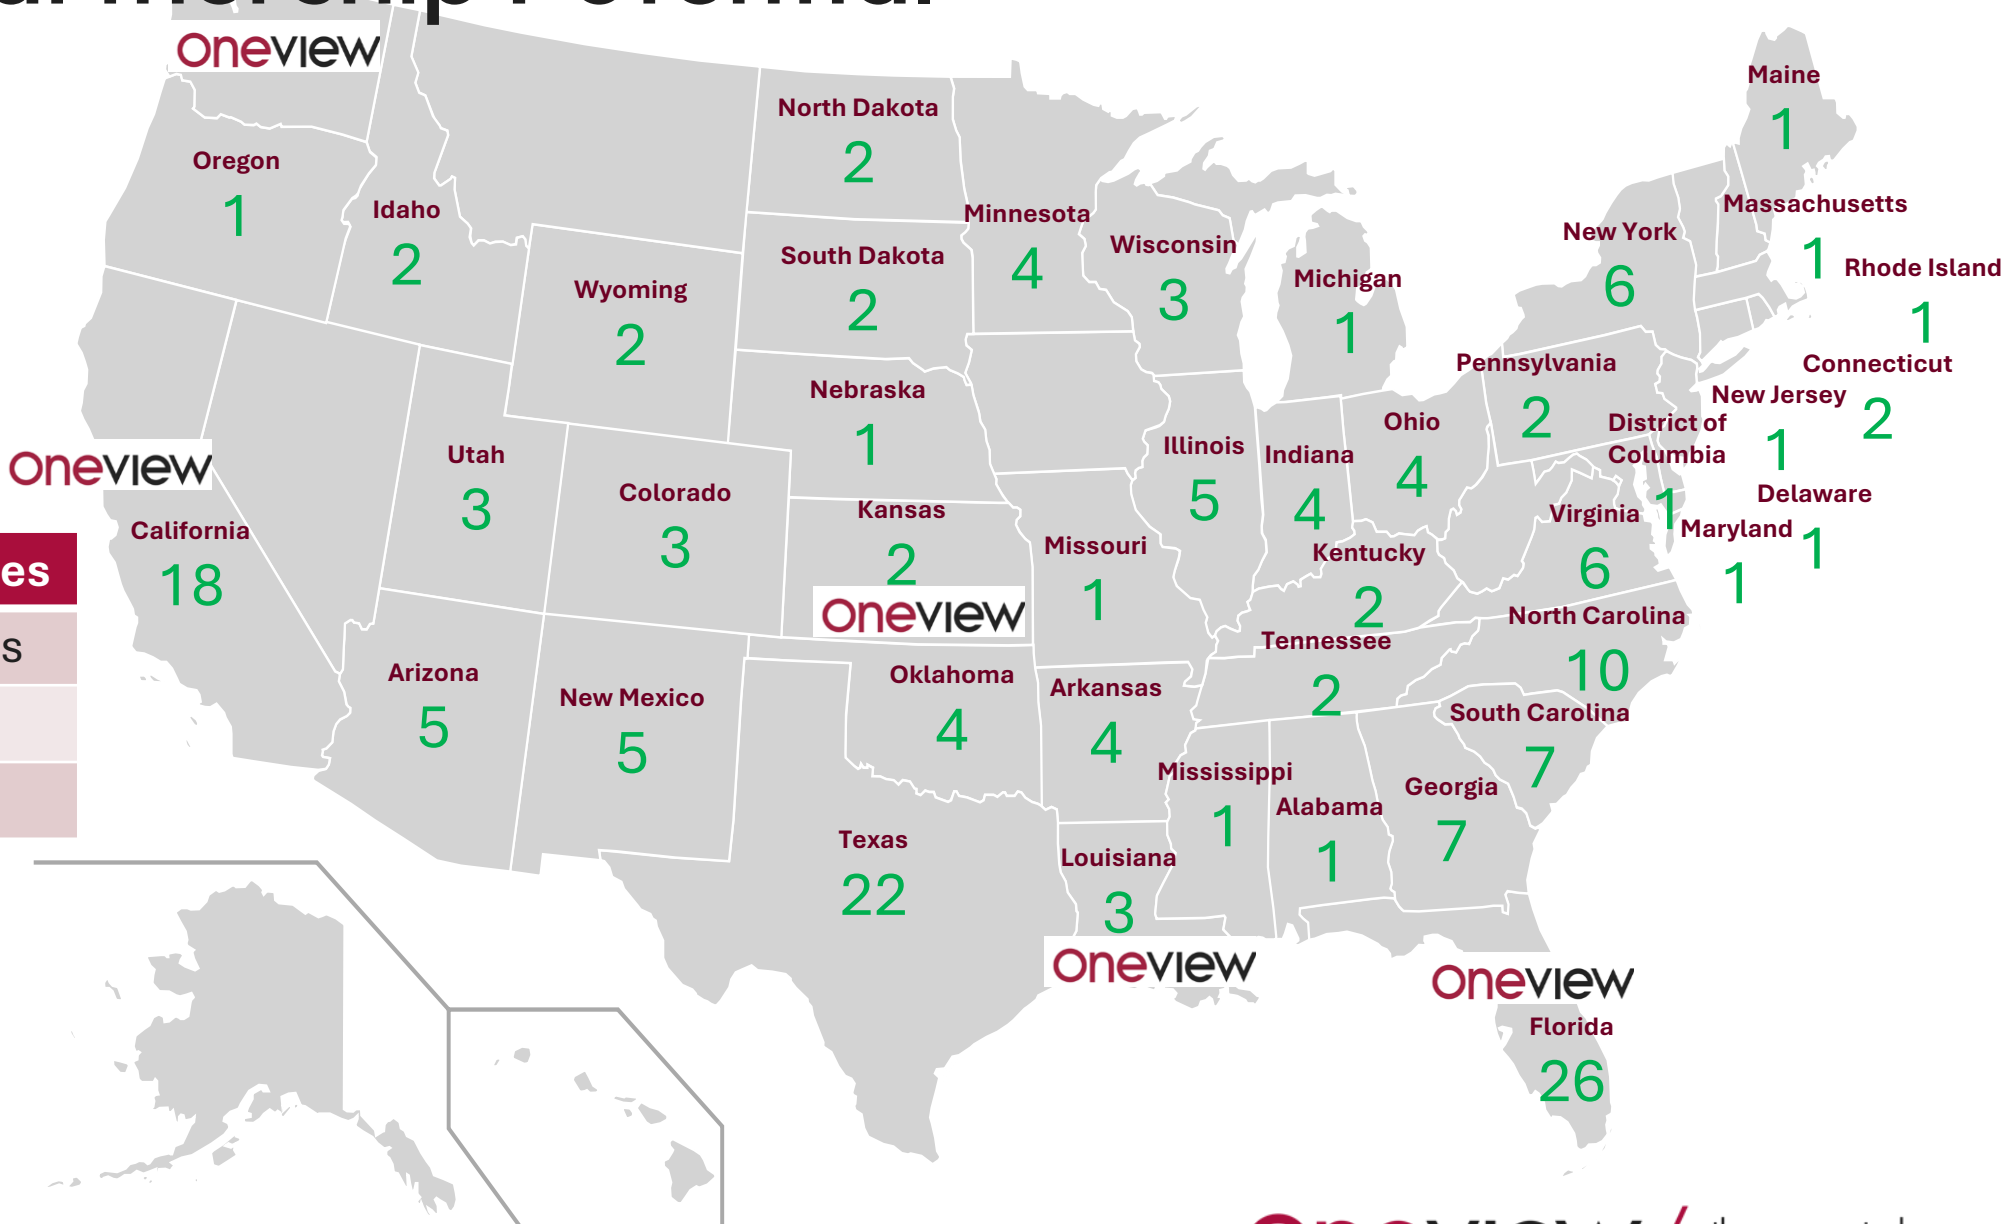 Oneview
Maine
1
North Dakota
2
Oregon
1
Idaho
2
Minnesota
4
Massachusetts
1
New York
6
Wisconsin
3
South Dakota
2
Rhode Island
1
Michigan
1
Wyoming
2
Pennsylvania
2
Connecticut
2
Nebraska
1
New Jersey
1
Ohio
4
District of
Columbia
1
Illinois
5
Indiana
4
Utah
3
Oneview
Colorado
3
Delaware
1
Kansas
2
Virginia
6
Maryland
1
California
18
Missouri
1
Kentucky
2
es
s
Oneview
North Carolina
10
Tennessee
2
Arizona
5
Oklahoma
4
Arkansas
4
New Mexico
5
South Carolina
7
Mississippi
1
Georgia
7
Alabama
1
Texas
22
Louisiana
3
Oneview
Oneview
Florida
26